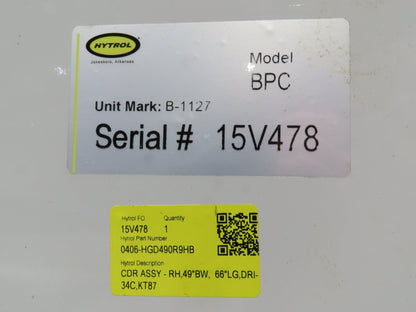 HYTROL
Jonesboro, Arkansas
Model
BPC
Unit Mark: B-1127
Serial # 15V478
Hytrol FO Quantity
15V478 1
Hytrol Part Number
0406-HGD490R9HB
Hytrol Description
CDR ASSY - RH,49"BW, 66"LG,DRI-
34C,KT87